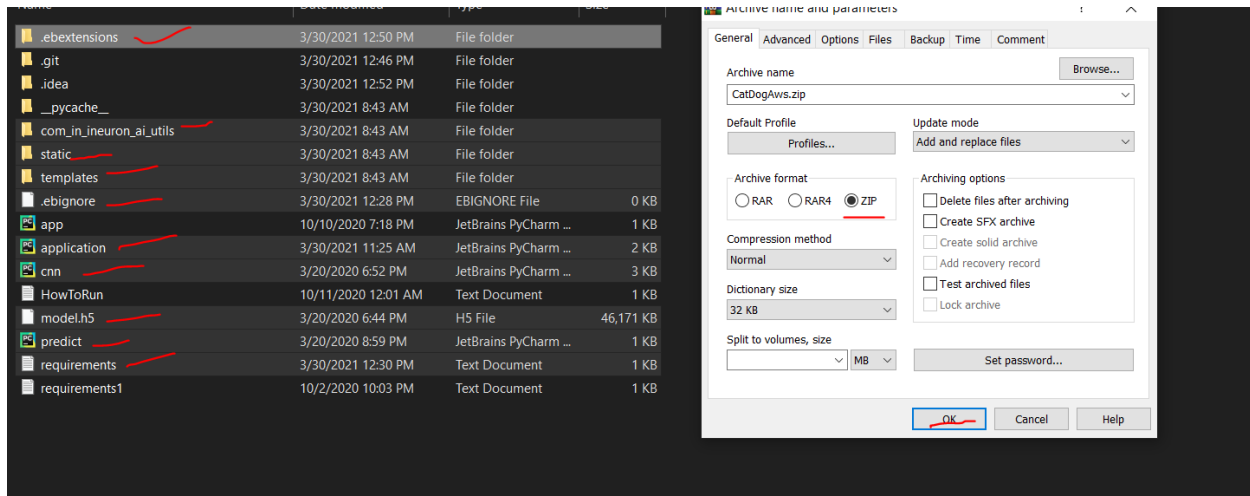 Name Date modified Type Size
.ebextensions 3/30/2021 12:50 PM File folder
.git 3/30/2021 12:46 PM File folder
.idea 3/30/2021 12:52 PM File folder
__pycache__ 3/30/2021 8:43 AM File folder
com_in_ineuron_ai_utils 3/30/2021 8:43 AM File folder
static 3/30/2021 8:43 AM File folder
templates 3/30/2021 8:43 AM File folder
.ebignore 3/30/2021 12:28 PM EBIGNORE File 0 KB
app 10/10/2020 7:18 PM JetBrains PyCharm ... 1 KB
application 3/30/2021 11:25 AM JetBrains PyCharm ... 2 KB
cnn 3/20/2020 6:52 PM JetBrains PyCharm ... 3 KB
HowToRun 10/11/2020 12:01 AM Text Document 1 KB
model.h5 3/20/2020 6:44 PM H5 File 46,171 KB
predict 3/20/2020 8:59 PM JetBrains PyCharm ... 1 KB
requirements 3/30/2021 12:30 PM Text Document 1 KB
requirements1 10/2/2020 10:03 PM Text Document 1 KB
Archive name and parameters ?
General Advanced Options Files Backup Time Comment
Archive name Browse...
CatDogAws.zip
Default Profile Update mode
Profiles... Add and replace files
Archive format Archiving options
RAR RAR4 ZIP Delete files after archiving
Create SFX archive
Compression method Create solid archive
Normal Add recovery record
Dictionary size Test archived files
32 KB Lock archive
Split to volumes, size
MB Set password...
OK Cancel Help